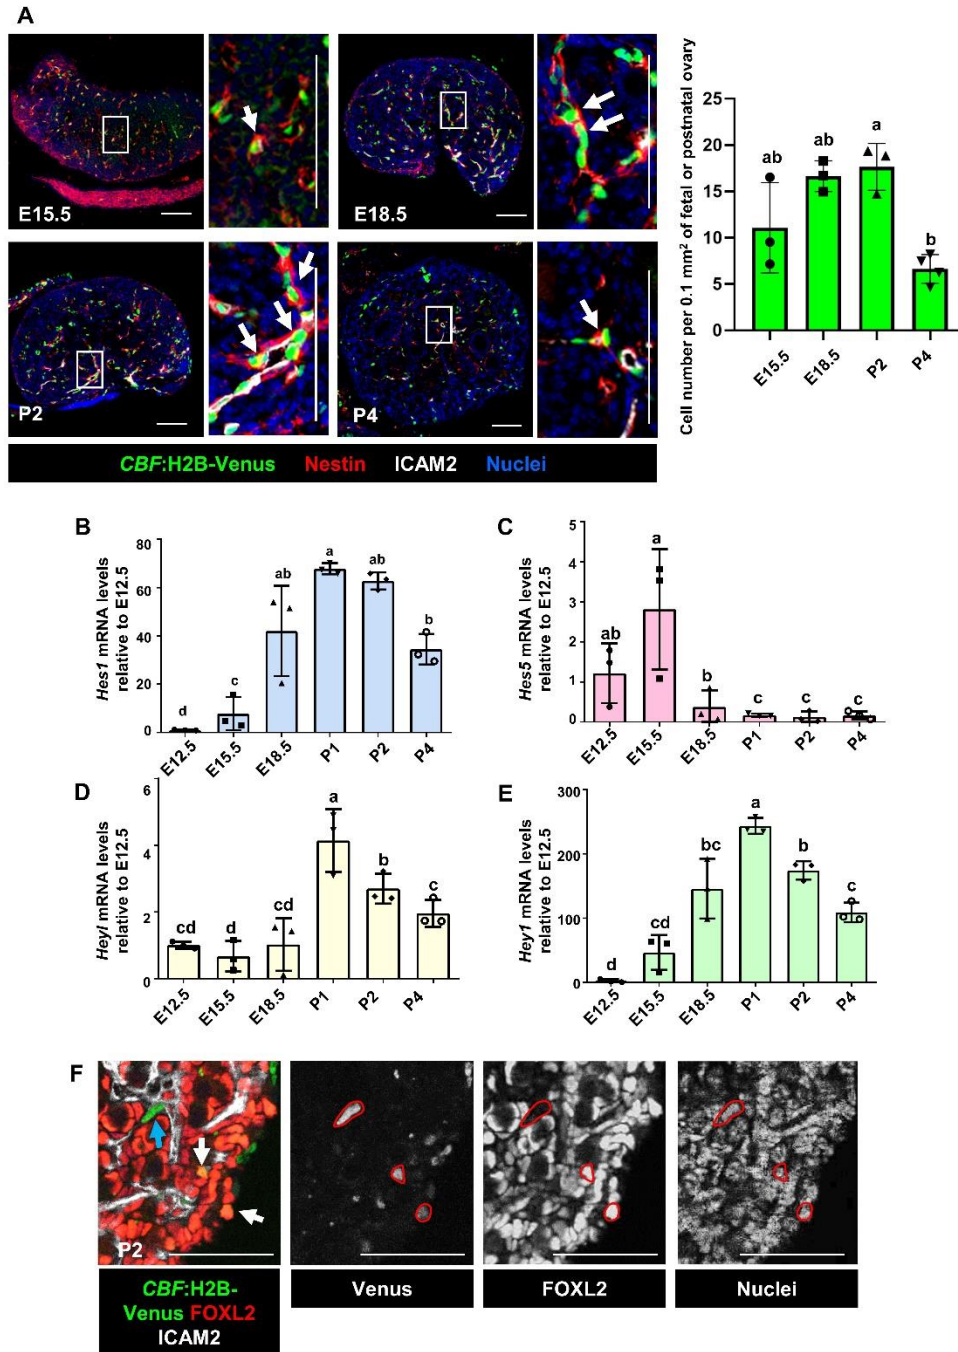 A
E15.5
E18.5
P2
P4
CBF:H2B-Venus Nestin ICAM2 Nuclei
Cell number per 0.1 mm² of fetal or postnatal ovary
25
20
15
10
5
0
ab
ab
a
b
E15.5
E18.5
P2
P4
B
Hes1 mRNA levels
relative to E12.5
80
60
40
20
0
d
c
ab
a
ab
b
E12.5
E15.5
E18.5
P1
P2
P4
C
Hes5 mRNA levels
relative to E12.5
5
4
3
2
1
0
ab
a
b
c
c
c
E12.5
E15.5
E18.5
P1
P2
P4
D
Heyl mRNA levels
relative to E12.5
6
4
2
0
cd
d
cd
a
b
c
E12.5
E15.5
E18.5
P1
P2
P4
E
Hey1 mRNA levels
relative to E12.5
300
200
100
0
d
cd
bc
a
b
c
E12.5
E15.5
E18.5
P1
P2
P4
F
P2
CBF:H2B-
Venus FOXL2
ICAM2
Venus
FOXL2
Nuclei